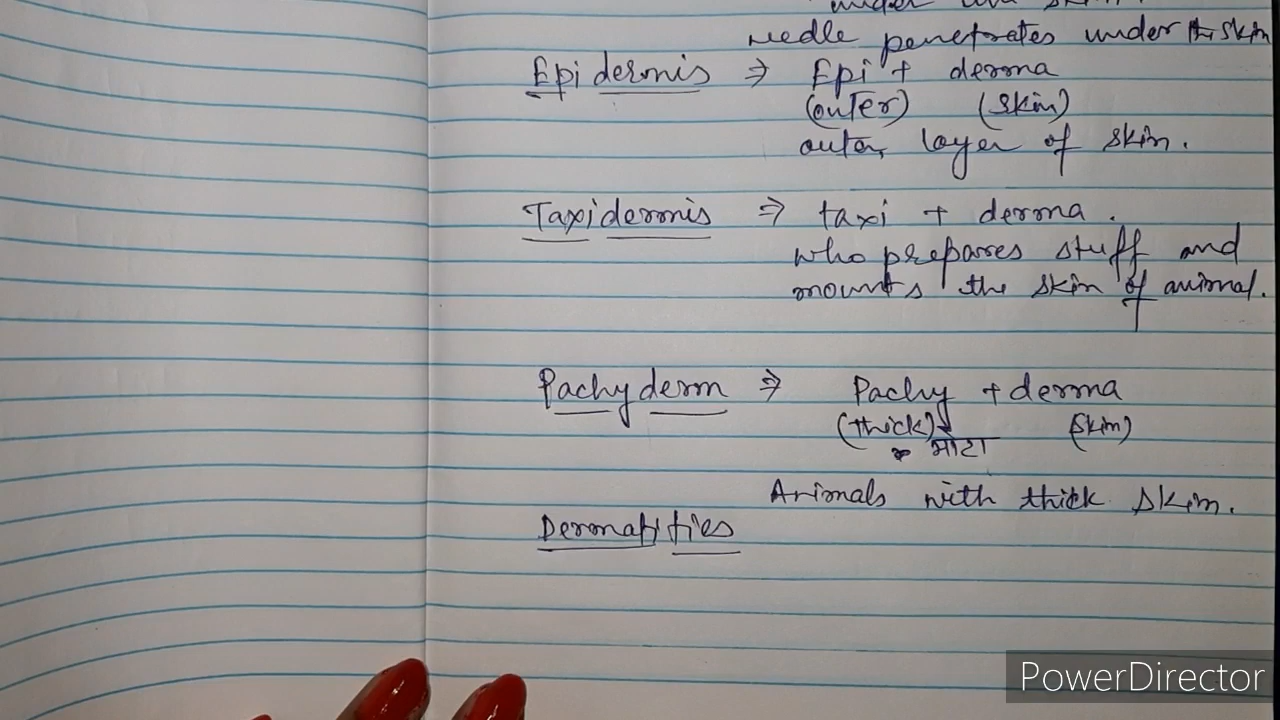 under
needle penetrates under the skin
Epidermis ⇒ Epi + derma
(outer) (skin)
outer layer of skin.
Taxidermis ⇒ taxi + derma.
who prepares stuff and
mounts the skin of animal.
Pachyderm ⇒ Pachy + derma
(thick) (skin)
मोटा
Animals with thick skin.
Dermatities
PowerDirector